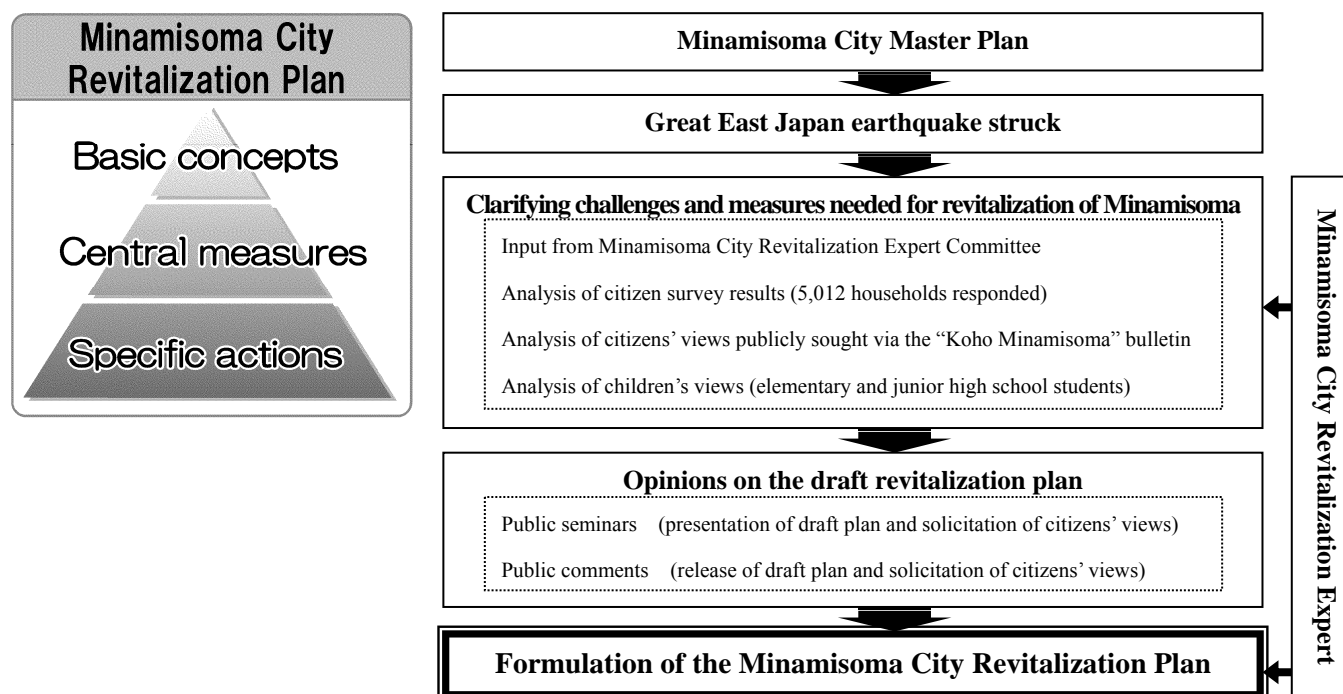 Minamisoma City
Revitalization Plan
Basic concepts
Central measures
Specific actions
Minamisoma City Master Plan
Great East Japan earthquake struck
Clarifying challenges and measures needed for revitalization of Minamisoma
Input from Minamisoma City Revitalization Expert Committee
Analysis of citizen survey results (5,012 households responded)
Analysis of citizens’ views publicly sought via the “Koho Minamisoma” bulletin
Analysis of children’s views (elementary and junior high school students)
Opinions on the draft revitalization plan
Public seminars (presentation of draft plan and solicitation of citizens’ views)
Public comments (release of draft plan and solicitation of citizens’ views)
Formulation of the Minamisoma City Revitalization Plan
Minamisoma City Revitalization Expert